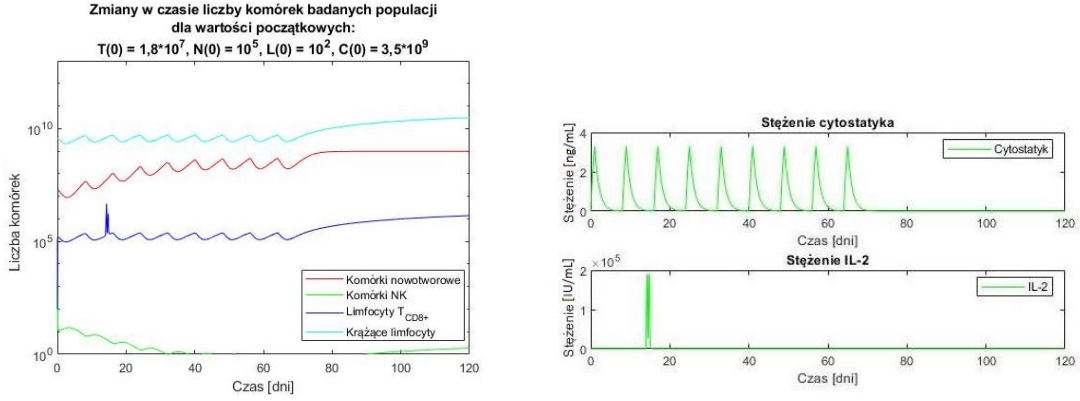 Zmiany w czasie liczby komórek badanych populacji
dla wartości początkowych:
T(0) = 1,8*10^7, N(0) = 10^5, L(0) = 10^2, C(0) = 3,5*10^9
Liczba komórek
10^10
10^5
10^0
0 20 40 60 80 100 120
Czas [dni]
Komórki nowotworowe
Komórki NK
Limfocyty T_CD8+
Krążące limfocyty
Stężenie cytostatyka
Stężenie [ng/mL]
4
2
0
0 20 40 60 80 100 120
Czas [dni]
Cytostatyk
Stężenie IL-2
×10^5
Stężenie [IU/mL]
2
1
0
0 20 40 60 80 100 120
Czas [dni]
IL-2